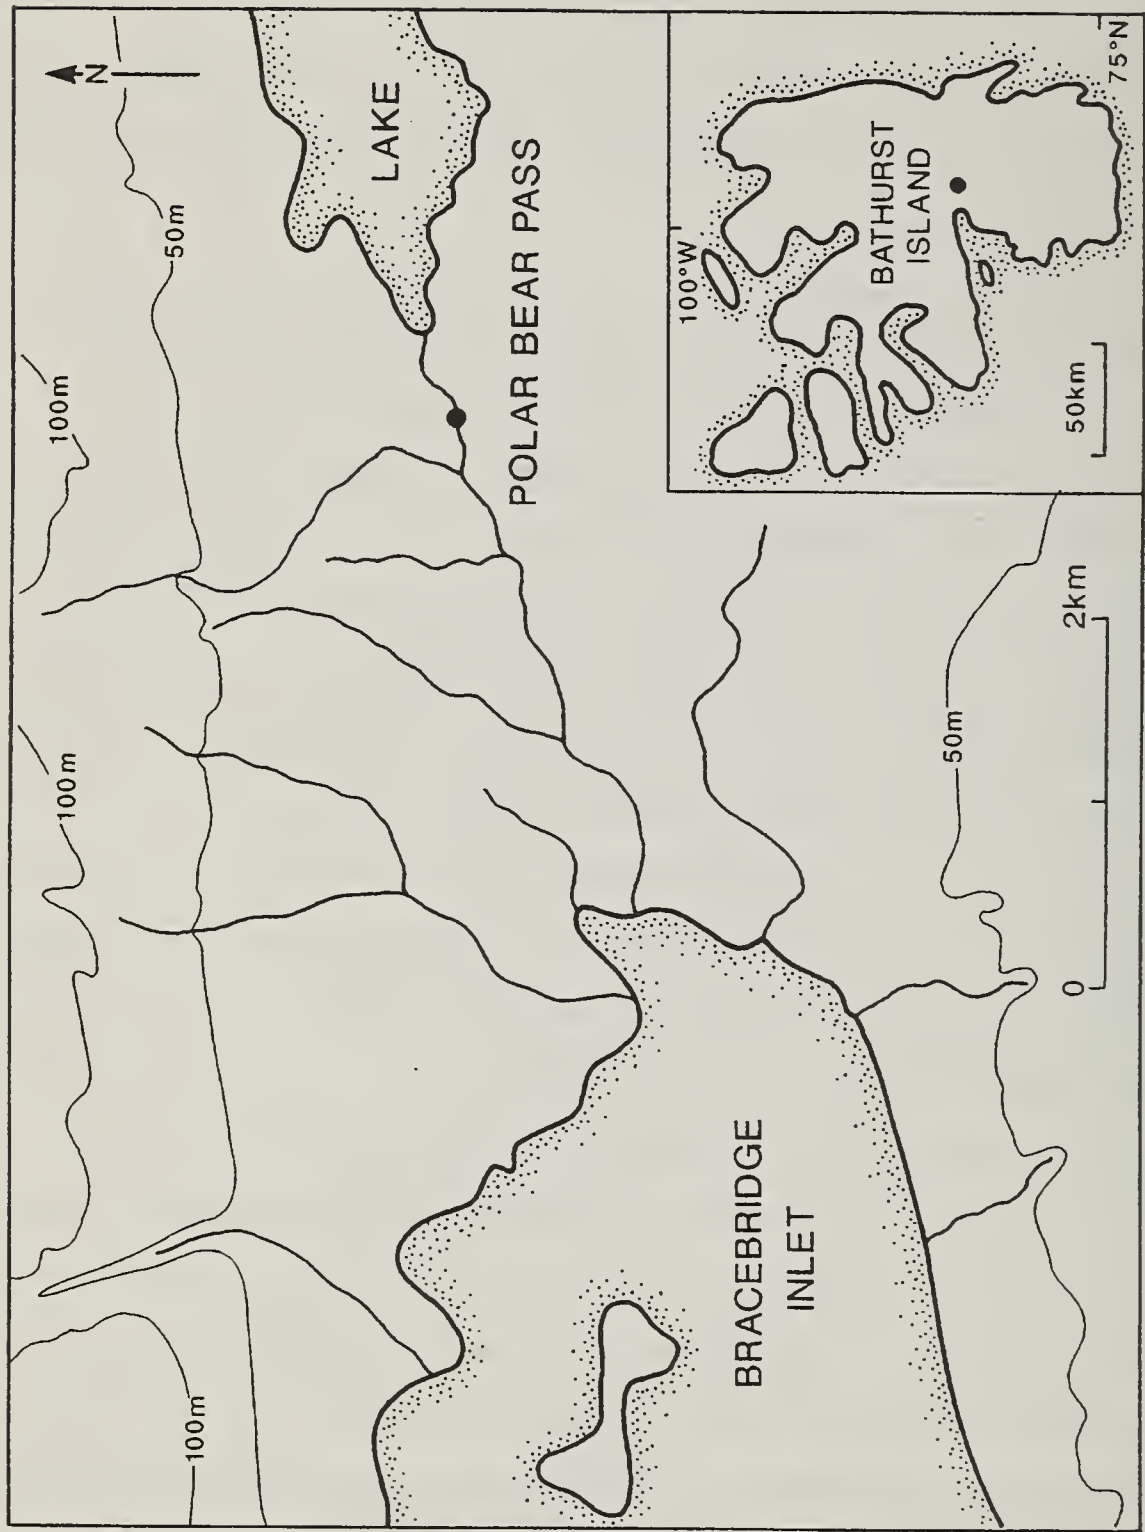 N
50m
100m
LAKE
POLAR BEAR PASS
100m
100m
BRACEBRIDGE
INLET
50m
0
2km
100°W
BATHURST
ISLAND
75°N
50km